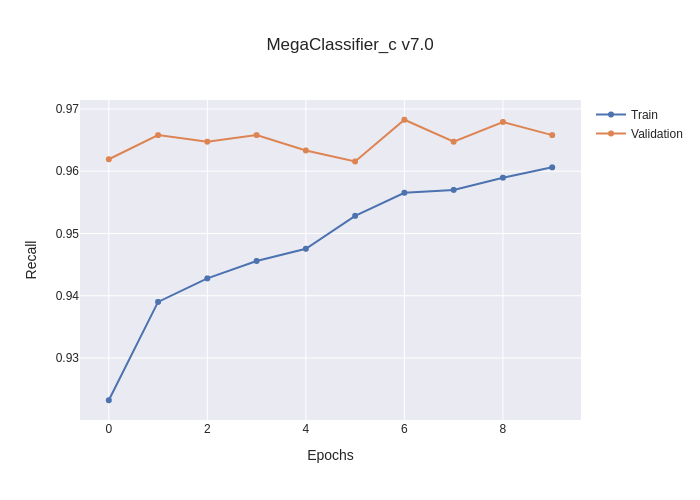 MegaClassifier_c v7.0
Train
Validation
0.97
0.96
0.95
0.94
0.93
Recall
0 2 4 6 8
Epochs